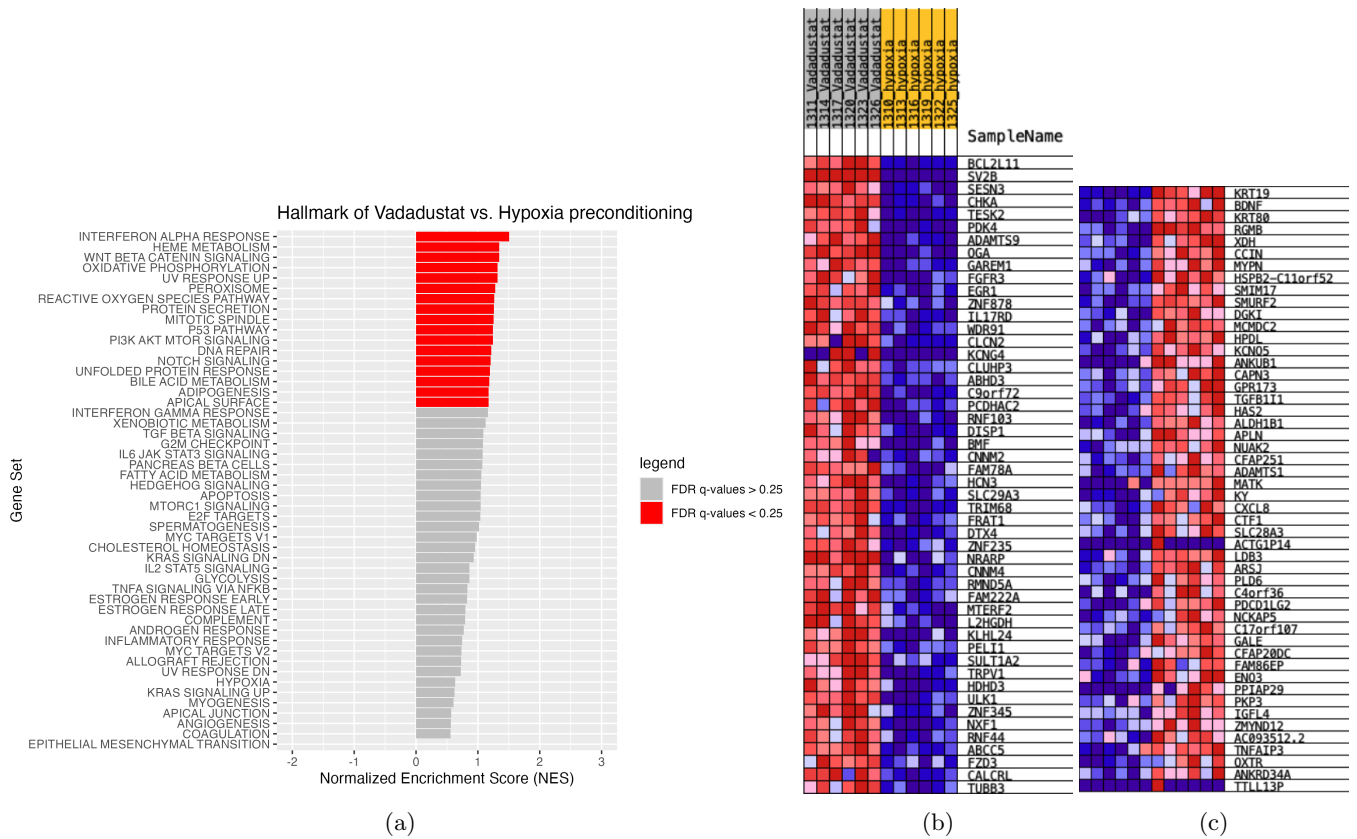 Hallmark of Vadadustat vs. Hypoxia preconditioning
Gene Set
INTERFERON ALPHA RESPONSE
HEME METABOLISM
WNT BETA CATENIN SIGNALING
OXIDATIVE PHOSPHORYLATION
UV RESPONSE UP
PEROXISOME
REACTIVE OXYGEN SPECIES PATHWAY
PROTEIN SECRETION
MITOTIC SPINDLE
P53 PATHWAY
PI3K AKT MTOR SIGNALING
DNA REPAIR
NOTCH SIGNALING
UNFOLDED PROTEIN RESPONSE
BILE ACID METABOLISM
ADIPOGENESIS
APICAL SURFACE
INTERFERON GAMMA RESPONSE
XENOBIOTIC METABOLISM
TGF BETA SIGNALING
G2M CHECKPOINT
IL6 JAK STAT3 SIGNALING
PANCREAS BETA CELLS
FATTY ACID METABOLISM
HEDGEHOG SIGNALING
APOPTOSIS
MTORC1 SIGNALING
E2F TARGETS
SPERMATOGENESIS
MYC TARGETS V1
CHOLESTEROL HOMEOSTASIS
KRAS SIGNALING DN
IL2 STAT5 SIGNALING
GLYCOLYSIS
TNFA SIGNALING VIA NFKB
ESTROGEN RESPONSE EARLY
ESTROGEN RESPONSE LATE
COMPLEMENT
ANDROGEN RESPONSE
INFLAMMATORY RESPONSE
MYC TARGETS V2
ALLOGRAFT REJECTION
UV RESPONSE DN
HYPOXIA
KRAS SIGNALING UP
MYOGENESIS
APICAL JUNCTION
ANGIOGENESIS
COAGULATION
EPITHELIAL MESENCHYMAL TRANSITION
-2 -1 0 1 2 3
Normalized Encrichment Score (NES)
legend
FDR q-values > 0.25
FDR q-values < 0.25
(a)
1311_Vadadustat
1314_Vadadustat
1317_Vadadustat
1320_Vadadustat
1323_Vadadustat
1326_Vadadustat
1310_hypoxia
1313_hypoxia
1316_hypoxia
1319_hypoxia
1322_hypoxia
1325_hypoxia
SampleName
BCL2L11
SV2B
SESN3
CHKA
TESK2
PDK4
ADAMTS9
OGA
GAREM1
FGFR3
EGR1
ZNF878
IL17RD
WDR91
CLCN2
KCNG4
CLUHP3
ABHD3
C9orf72
PCDHAC2
RNF103
DISP1
BMF
CNNM2
FAM78A
HCN3
SLC29A3
TRIM68
FRAT1
DTX4
ZNF235
NRARP
CNNM4
RMND5A
FAM222A
MTERF2
L2HGDH
KLHL24
PELI1
SULT1A2
TRPV1
HDHD3
ULK1
ZNF345
NXF1
RNF44
ABCC5
FZD3
CALCRL
TUBB3
(b)
KRT19
BDNF
KRT80
RGMB
XDH
CCIN
MYPN
HSPB2-C11orf52
SMIM17
SMURF2
DGKI
MCMDC2
HPDL
KCNQ5
ANKUB1
CAPN3
GPR173
TGFB1I1
HAS2
ALDH1B1
APLN
NUAK2
CFAP251
ADAMTS1
MATK
KY
CXCL8
CTF1
SLC28A3
ACTG1P14
LDB3
ARSJ
PLD6
C4orf36
PDCD1LG2
NCKAP5
C17orf107
GALE
CFAP20DC
FAM86EP
ENO3
PPIAP29
PKP3
IGFL4
ZMYND12
AC093512.2
TNFAIP3
OXTR
ANKRD34A
TTLL13P
(c)